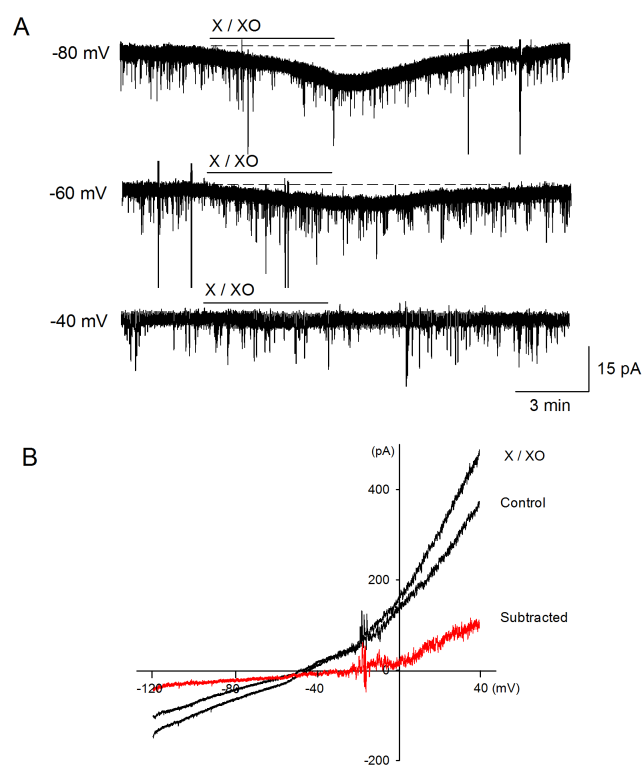 A
X / XO
-80 mV
X / XO
-60 mV
X / XO
-40 mV
15 pA
3 min
B
(pA)
X / XO
400
Control
200
Subtracted
0
-120
-80
-40
40 (mV)
-200